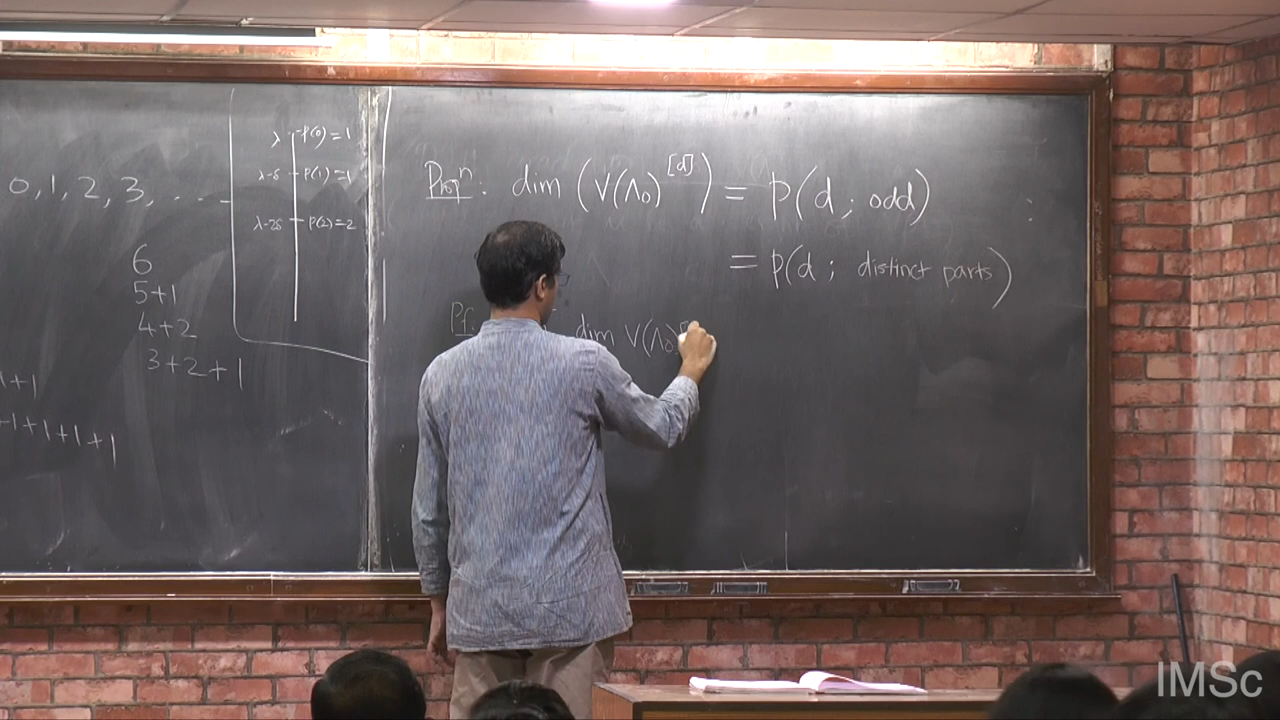 0, 1, 2, 3, ...
6
5+1
4+2
3+2+1
1+1
+1+1+1+1
λ p(0)=1
λ-δ p(1)=1
λ-2δ p(2)=2
Propⁿ: dim (V(Λ₀)^[d]) = p(d; odd)
= p(d; distinct parts)
Pf: dim V(Λ₀)
:
IMSc